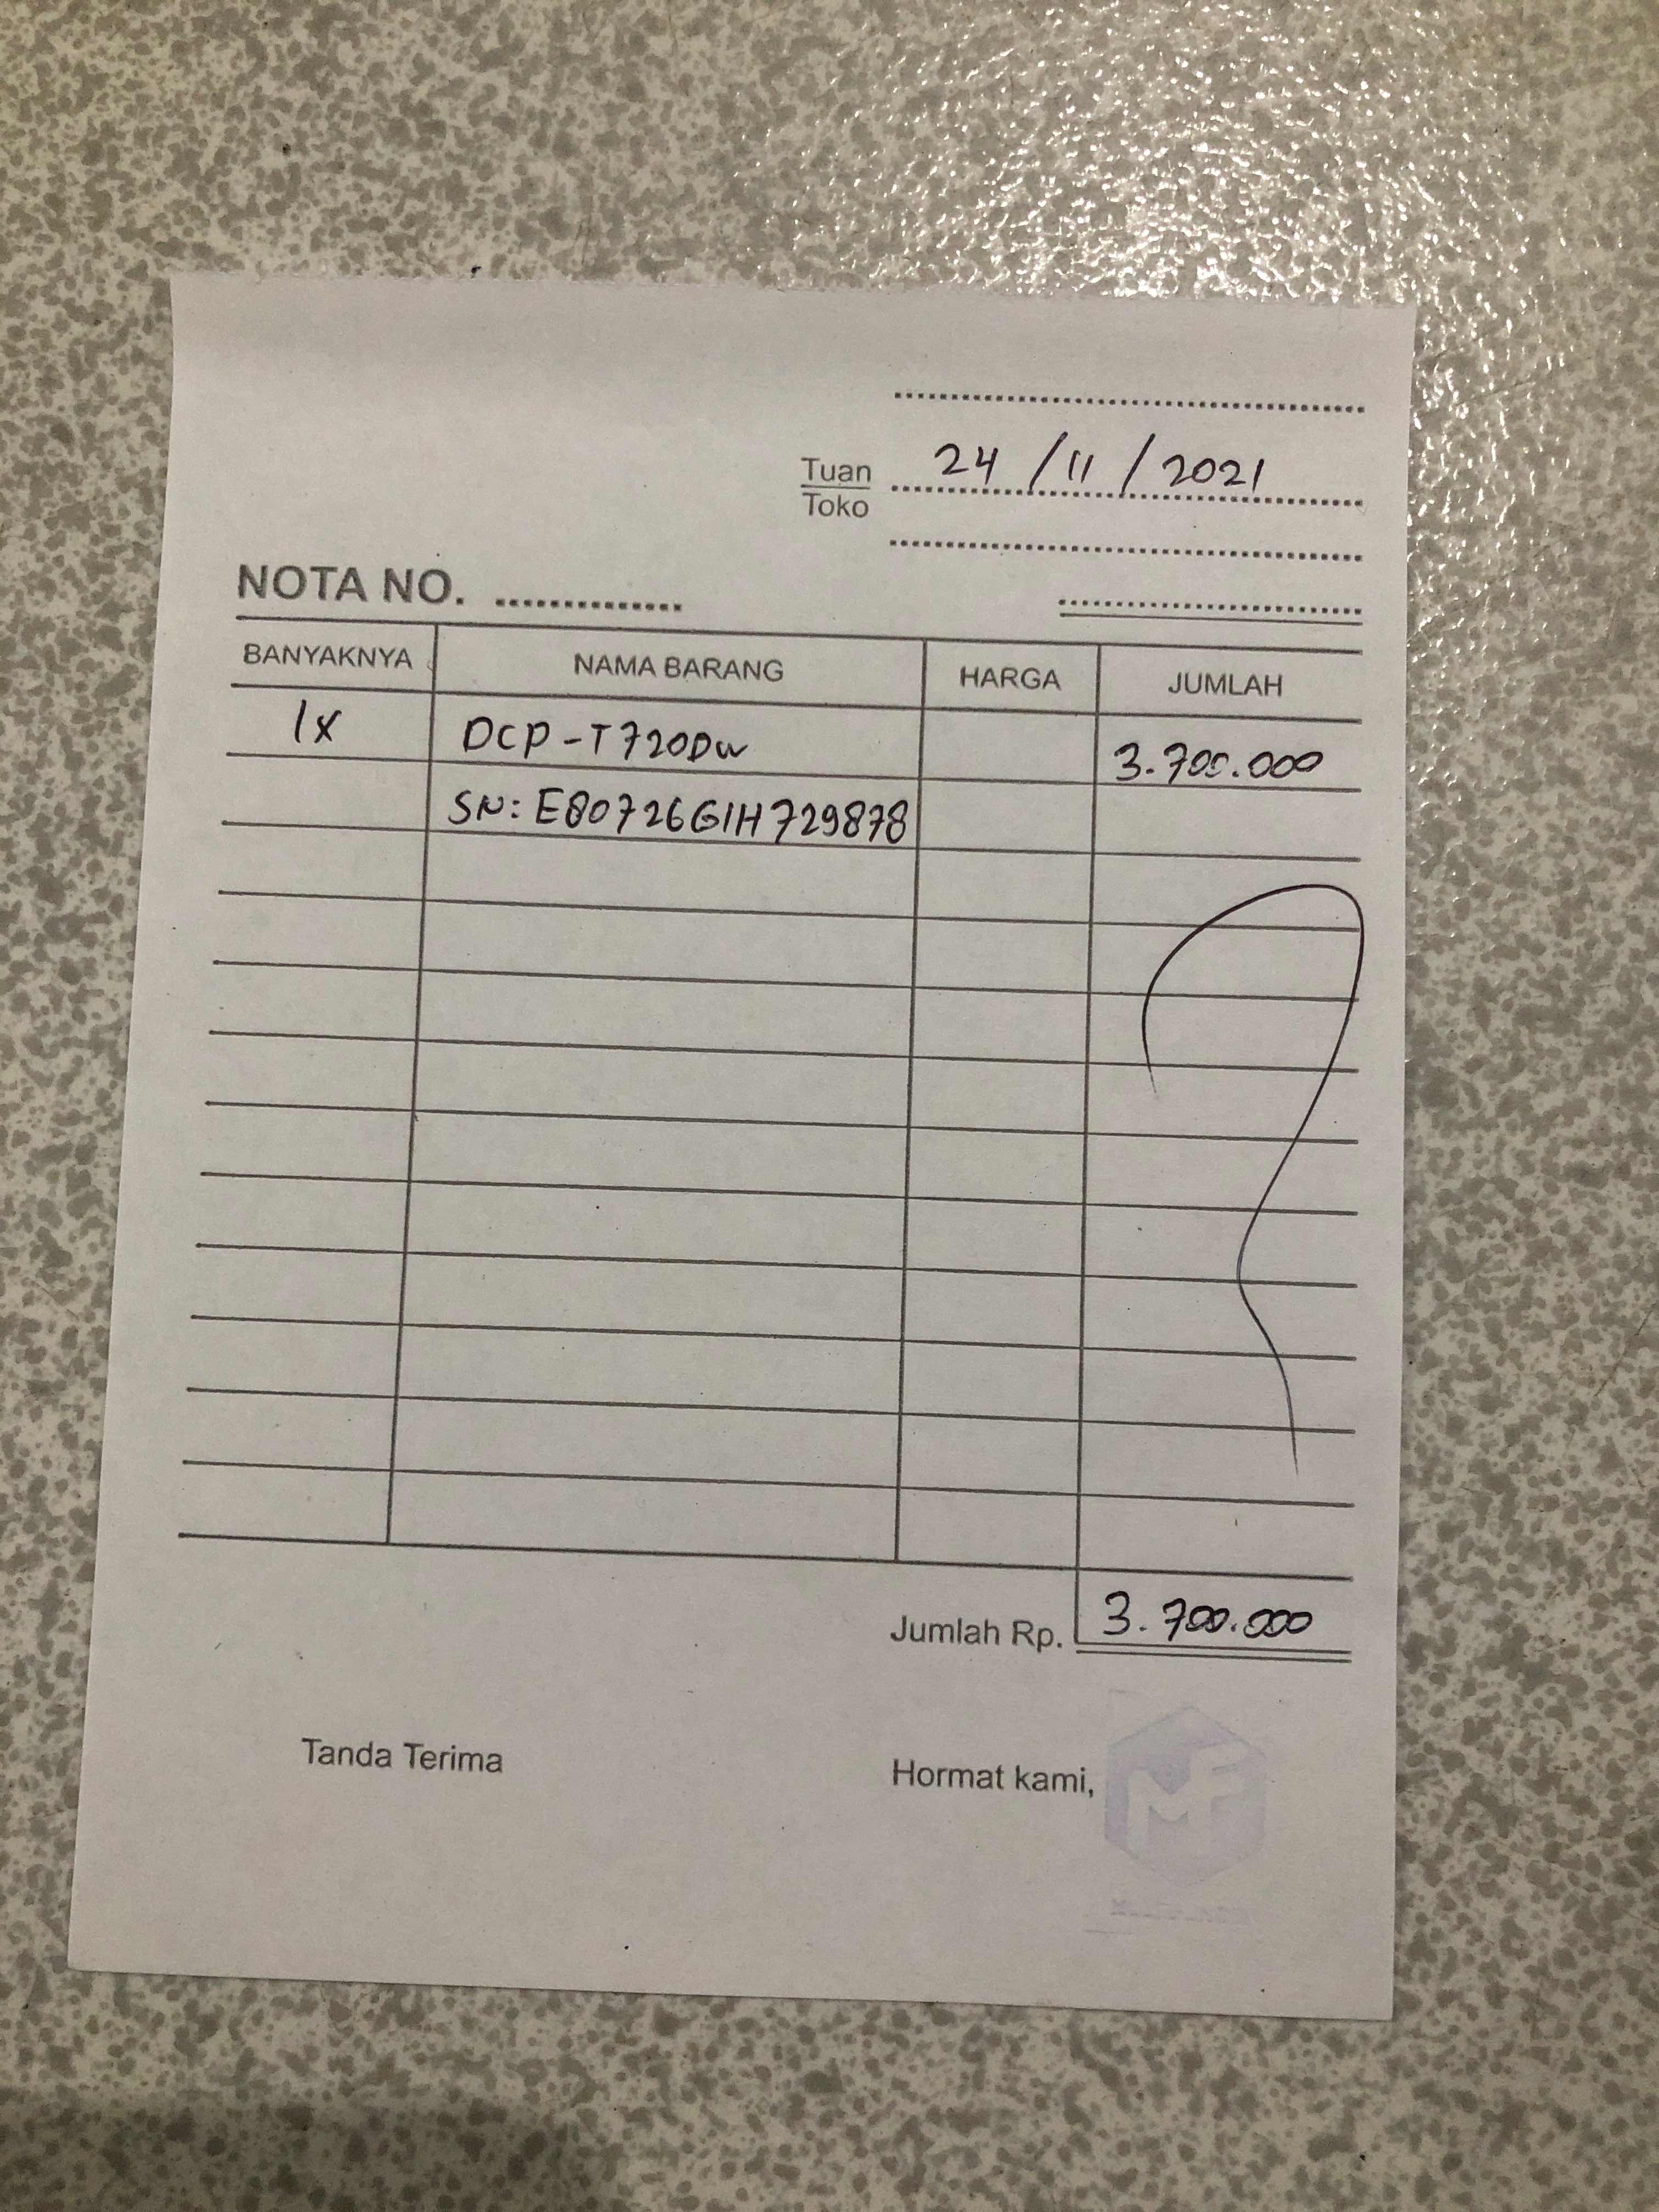 24/11/2021
Tuan
Toko
NOTA NO.
BANYAKNYA NAMA BARANG HARGA JUMLAH
1x DCP-T720DW 3.700.000
SN: E80726G1H729878
Jumlah Rp. 3.700.000
Tanda Terima Hormat kami,